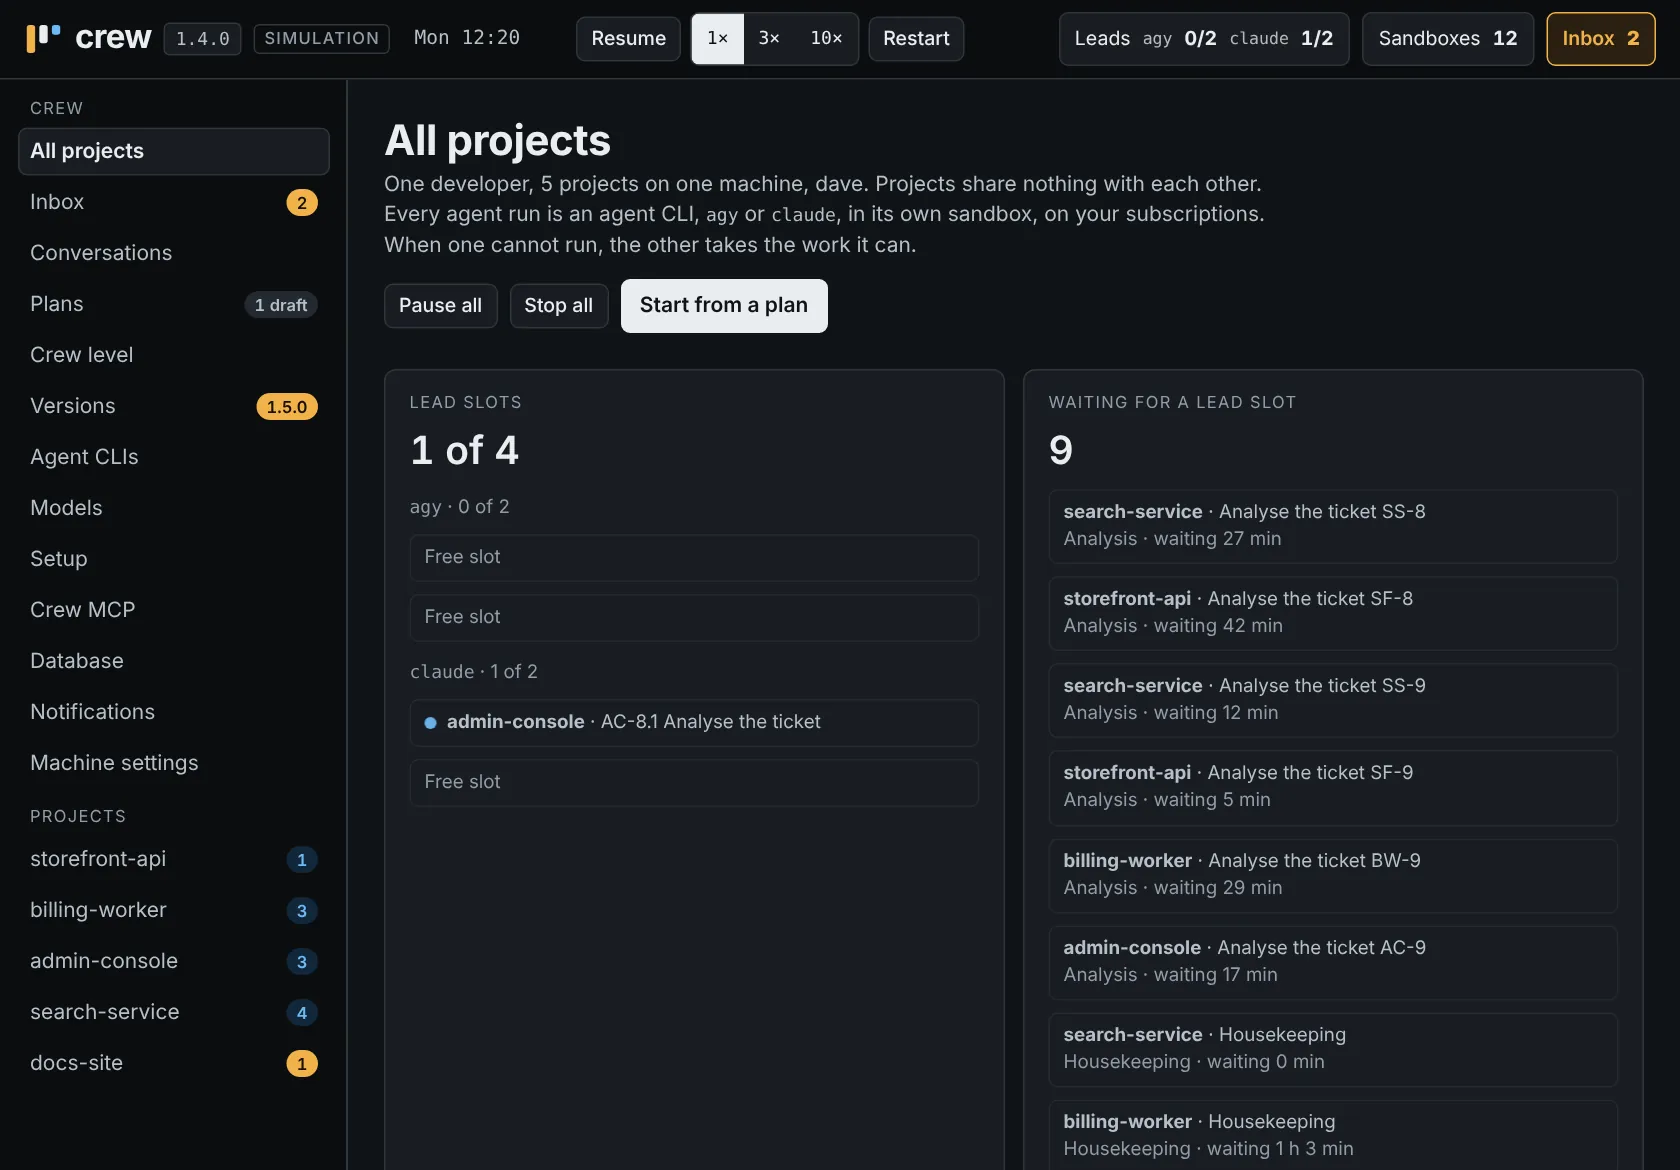 crew 1.4.0 SIMULATION Mon 12:20 Resume 1× 3× 10× Restart Leads agy 0/2 claude 1/2 Sandboxes 12 Inbox 2
CREW
All projects
Inbox 2
Conversations
Plans 1 draft
Crew level
Versions 1.5.0
Agent CLIs
Models
Setup
Crew MCP
Database
Notifications
Machine settings
PROJECTS
storefront-api 1
billing-worker 3
admin-console 3
search-service 4
docs-site 1
All projects
One developer, 5 projects on one machine, dave. Projects share nothing with each other.
Every agent run is an agent CLI, agy or claude, in its own sandbox, on your subscriptions.
When one cannot run, the other takes the work it can.
Pause all Stop all Start from a plan
LEAD SLOTS
1 of 4
agy · 0 of 2
Free slot
Free slot
claude · 1 of 2
admin-console · AC-8.1 Analyse the ticket
Free slot
WAITING FOR A LEAD SLOT
9
search-service · Analyse the ticket SS-8
Analysis · waiting 27 min
storefront-api · Analyse the ticket SF-8
Analysis · waiting 42 min
search-service · Analyse the ticket SS-9
Analysis · waiting 12 min
storefront-api · Analyse the ticket SF-9
Analysis · waiting 5 min
billing-worker · Analyse the ticket BW-9
Analysis · waiting 29 min
admin-console · Analyse the ticket AC-9
Analysis · waiting 17 min
search-service · Housekeeping
Housekeeping · waiting 0 min
billing-worker · Housekeeping
Housekeeping · waiting 1 h 3 min